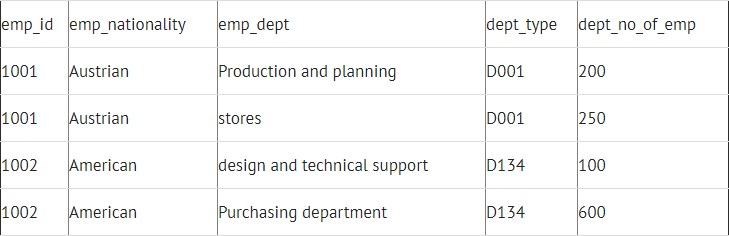 emp_id emp_nationality emp_dept dept_type dept_no_of_emp
1001 Austrian Production and planning D001 200
1001 Austrian stores D001 250
1002 American design and technical support D134 100
1002 American Purchasing department D134 600